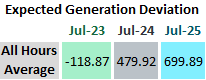 Expected Generation Deviation
Jul-23 Jul-24 Jul-25
All Hours
Average -118.87 479.92 699.89